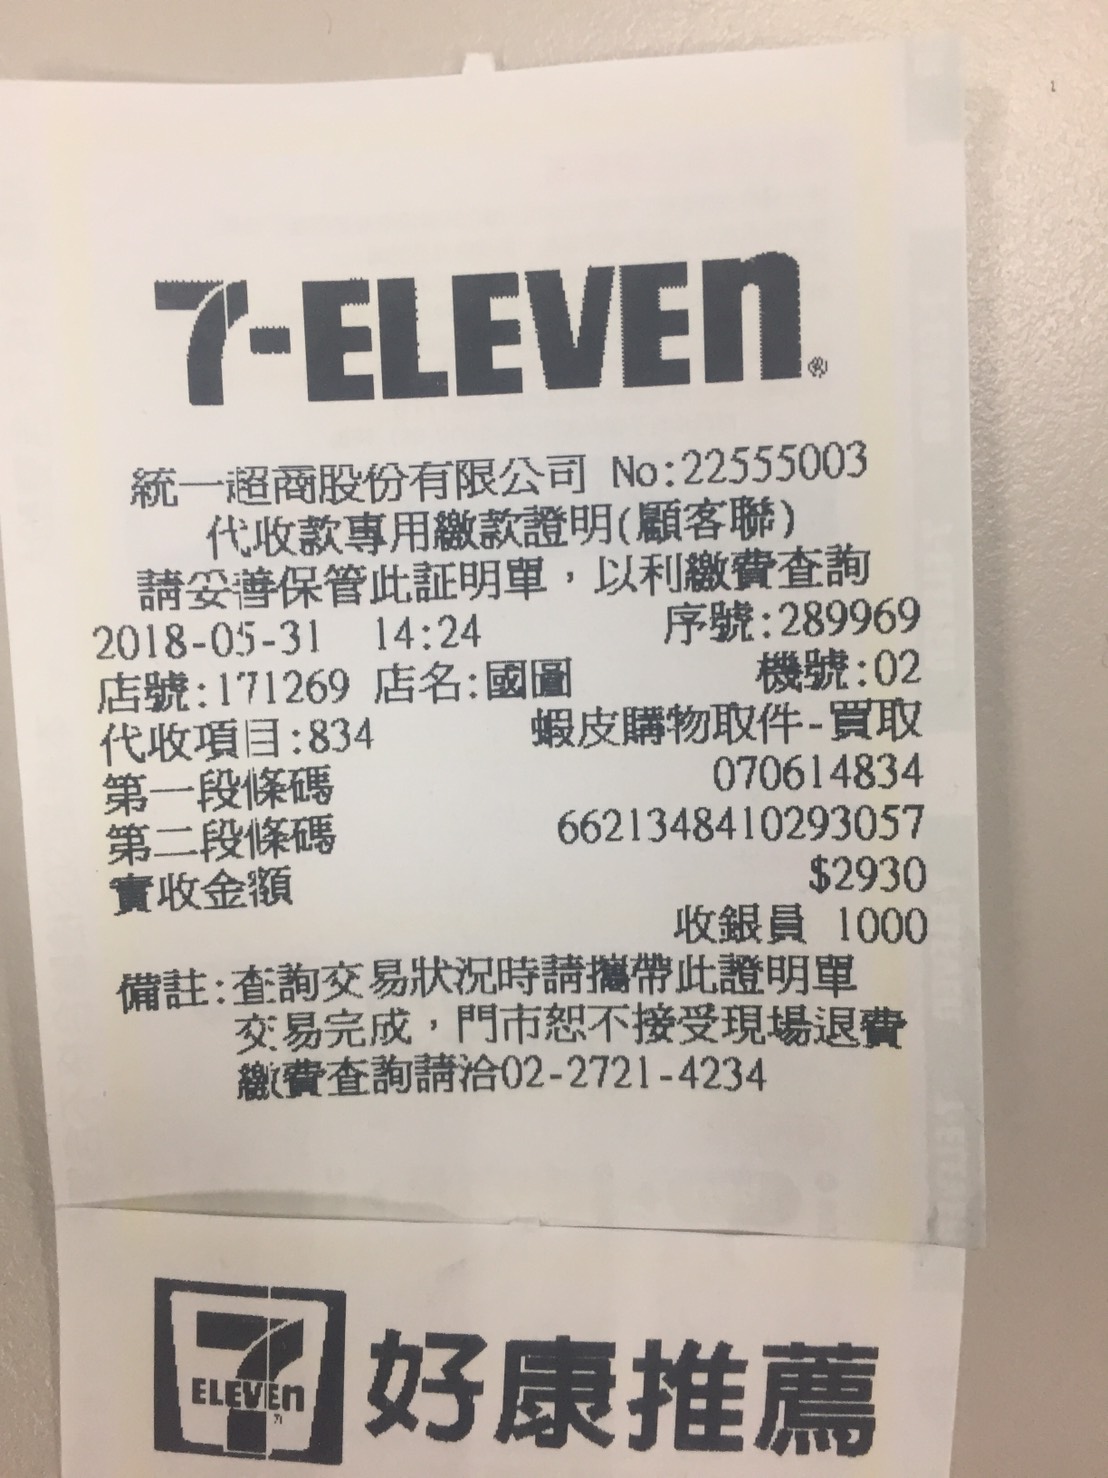 7-ELEVEn®
統一超商股份有限公司 No:22555003
代收款專用繳款證明(顧客聯)
請妥善保管此証明單，以利繳費查詢
2018-05-31 14:24 序號:289969
店號:171269 店名:國圖 機號:02
代收項目:834 蝦皮購物取件-買取
第一段條碼 070614834
第二段條碼 6621348410293057
實收金額 $2930
收銀員 1000
備註:查詢交易狀況時請攜帶此證明單
交易完成，門市恕不接受現場退費
繳費查詢請洽02-2721-4234
7 ELEVEn 好康推薦